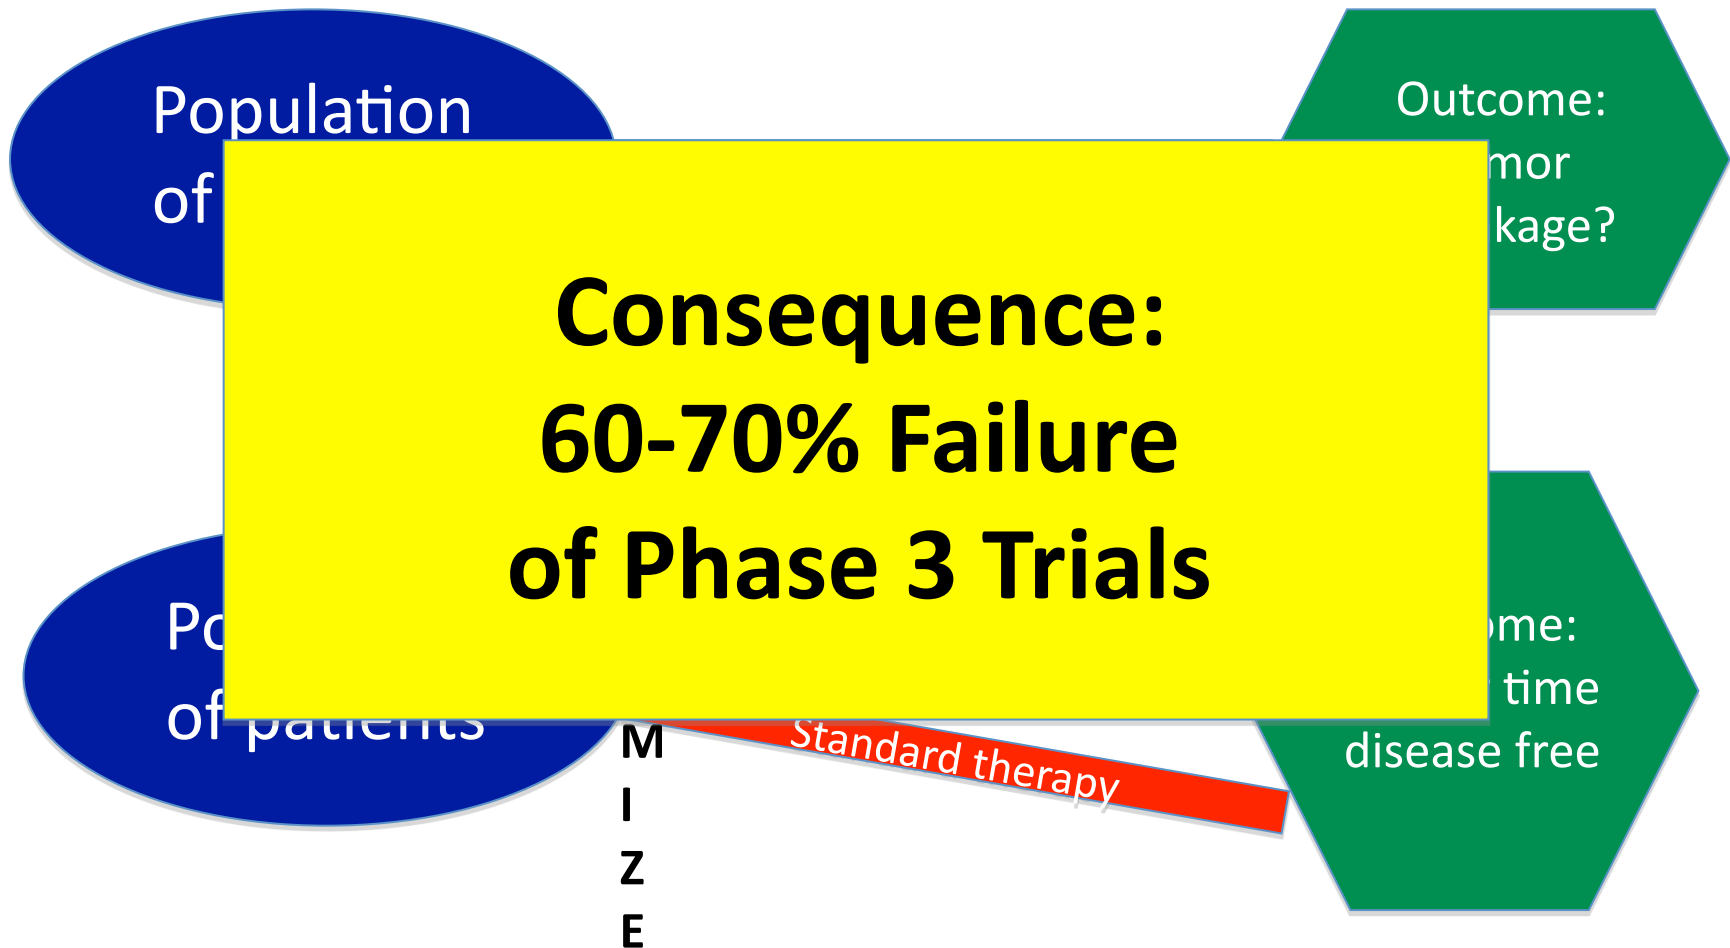 Population
of
Outcome:
mor
kage?
Consequence:
60-70% Failure
of Phase 3 Trials
Po
of patients
M
I
Z
E
Standard therapy
ome:
time
disease free